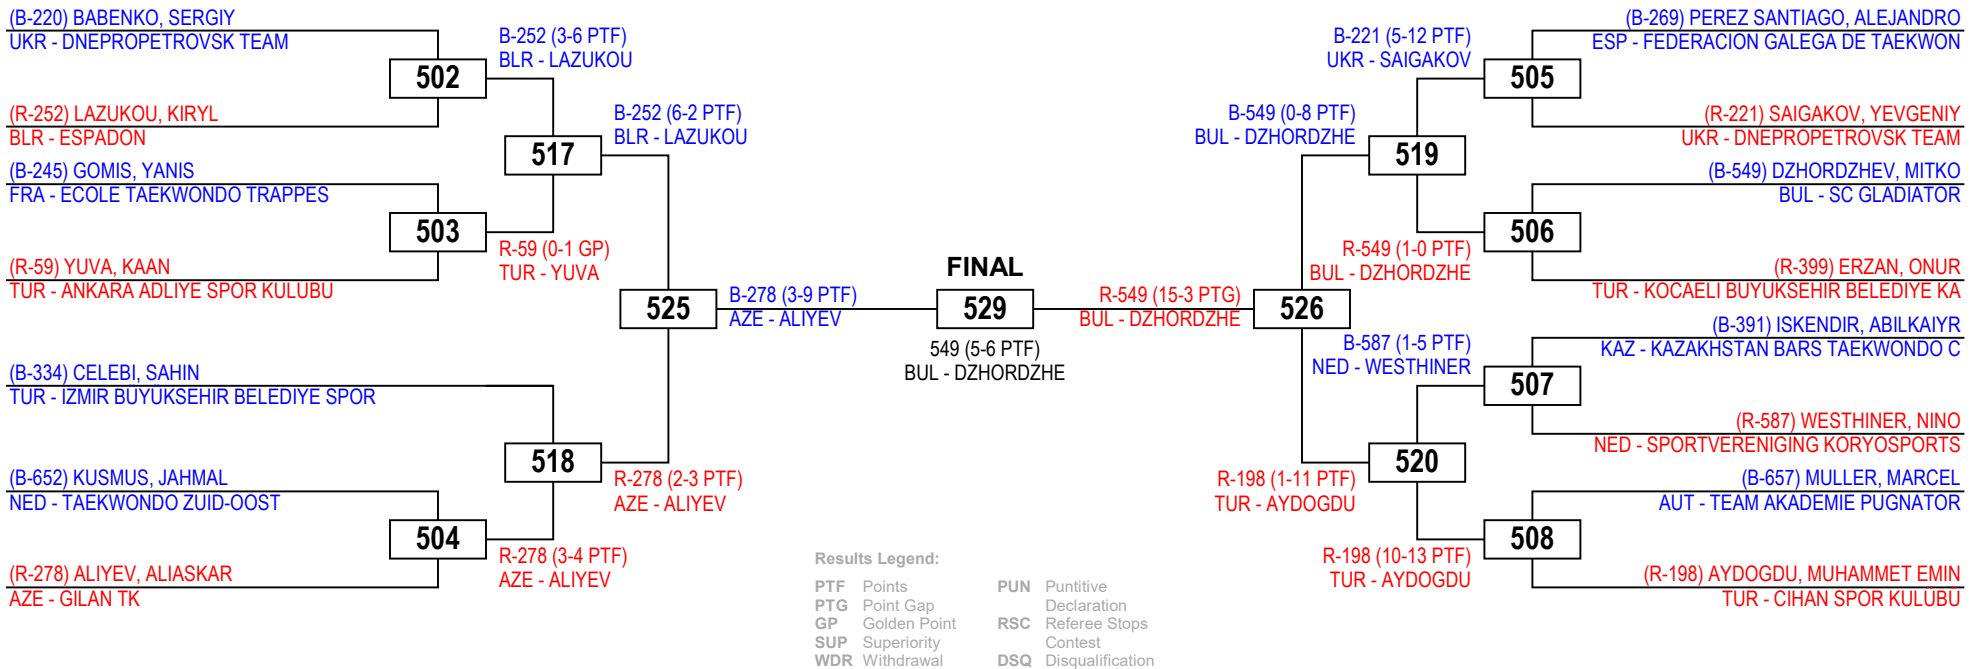 (B-220) BABENKO, SERGIY
UKR - DNEPROPETROVSK TEAM
502
(R-252) LAZUKOU, KIRYL
BLR - ESPADON
B-252 (3-6 PTF)
BLR - LAZUKOU
517
(B-245) GOMIS, YANIS
FRA - ECOLE TAEKWONDO TRAPPES
503
(R-59) YUVA, KAAN
TUR - ANKARA ADLIYE SPOR KULUBU
R-59 (0-1 GP)
TUR - YUVA
B-252 (6-2 PTF)
BLR - LAZUKOU
525
(B-334) CELEBI, SAHIN
TUR - IZMIR BÜYUKSEHIR BELEDIYE SPOR
518
(B-652) KUSMUS, JAHMAL
NED - TAEKWONDO ZUID-OOST
504
(R-278) ALIYEV, ALIASKAR
AZE - GILAN TK
R-278 (3-4 PTF)
AZE - ALIYEV
R-278 (2-3 PTF)
AZE - ALIYEV
B-278 (3-9 PTF)
AZE - ALIYEV
FINAL
529
549 (5-6 PTF)
BUL - DZHORDZHE
R-549 (15-3 PTG)
BUL - DZHORDZHE
526
B-549 (0-8 PTF)
BUL - DZHORDZHE
519
B-221 (5-12 PTF)
UKR - SAIGAKOV
505
(B-269) PEREZ SANTIAGO, ALEJANDRO
ESP - FEDERACION GALEGA DE TAEKWON
(R-221) SAIGAKOV, YEVGENIY
UKR - DNEPROPETROVSK TEAM
(B-549) DZHORDZHEV, MITKO
BUL - SC GLADIATOR
506
R-549 (1-0 PTF)
BUL - DZHORDZHE
(R-399) ERZAN, ONUR
TUR - KOCAELI BUYUKSEHIR BELEDIYE KA
(B-391) ISKENDIR, ABILKAIYR
KAZ - KAZAKHSTAN BARS TAEKWONDO C
B-587 (1-5 PTF)
NED - WESTHINER
507
(R-587) WESTHINER, NINO
NED - SPORTVERENIGING KORYOSPORTS
520
R-198 (1-11 PTF)
TUR - AYDOGDU
(B-657) MULLER, MARCEL
AUT - TEAM AKADEMIE PUGNATOR
508
R-198 (10-13 PTF)
TUR - AYDOGDU
(R-198) AYDOGDU, MUHAMMET EMIN
TUR - CIHAN SPOR KULUBU
Results Legend:
PTF Points
PTG Point Gap
GP Golden Point
SUP Superiority
WDR Withdrawal
PUN Puntitive
Declaration
RSC Referee Stops
Contest
DSQ Disqualification